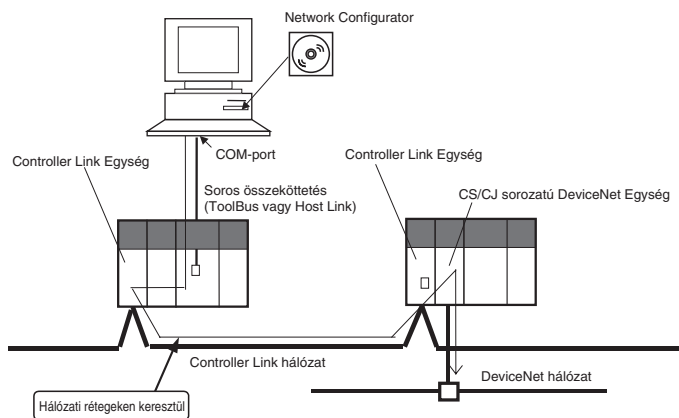 Network Configurator
COM-port
Controller Link Egység
Controller Link Egység
Soros összeköttetés
(ToolBus vagy Host Link)
CS/CJ sorozatú DeviceNet Egység
Controller Link hálózat
DeviceNet hálózat
Hálózati rétegeken keresztül